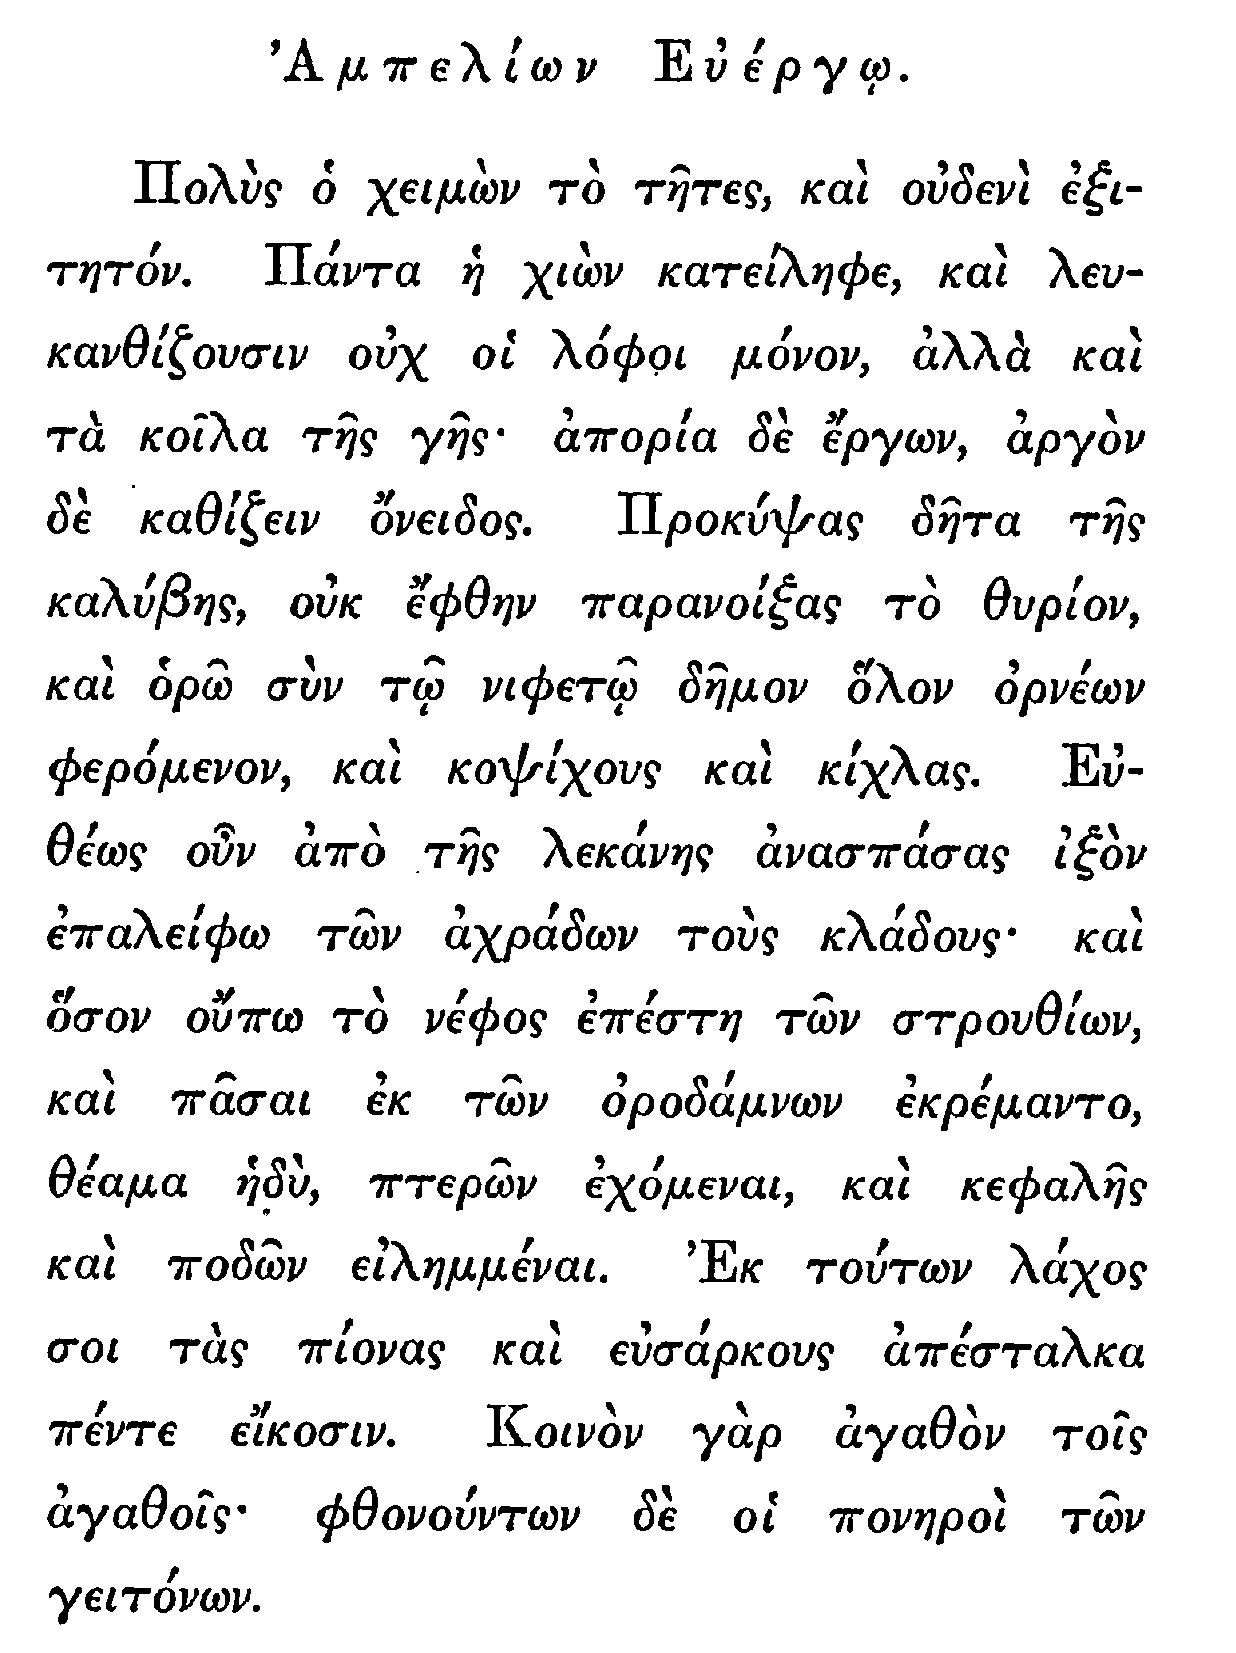 Ἀμπελίων Εὐέργῳ.
Πολὺς ὁ χειμὼν τὸ τῆτες, καὶ οὐδενὶ ἐξι-
τητόν. Πάντα ἡ χιὼν κατείληφε, καὶ λευ-
κανθίζουσιν οὐχ οἱ λόφοι μόνον, ἀλλὰ καὶ
τὰ κοῖλα τῆς γῆς· ἀπορία δὲ ἔργων, ἀργὸν
δὲ καθίζειν ὄνειδος. Προκύψας δῆτα τῆς
καλύβης, οὐκ ἔφθην παρανοίξας τὸ θυρίον,
καὶ ὁρῶ σὺν τῷ νιφετῷ δῆμον ὅλον ὀρνέων
φερόμενον, καὶ κοψίχους καὶ κίχλας. Εὐ-
θέως οὖν ἀπὸ τῆς λεκάνης ἀνασπάσας ἰξὸν
ἐπαλείφω τῶν ἀχράδων τοὺς κλάδους· καὶ
ὅσον οὔπω τὸ νέφος ἐπέστη τῶν στρουθίων,
καὶ πᾶσαι ἐκ τῶν ὀροδάμνων ἐκρέμαντο,
θέαμα ἡδὺ, πτερῶν ἐχόμεναι, καὶ κεφαλῆς
καὶ ποδῶν εἰλημμέναι. Ἐκ τούτων λάχος
σοι τὰς πίονας καὶ εὐσάρκους ἀπέσταλκα
πέντε εἴκοσιν. Κοινὸν γὰρ ἀγαθὸν τοῖς
ἀγαθοῖς· φθονούντων δὲ οἱ πονηροὶ τῶν
γειτόνων.